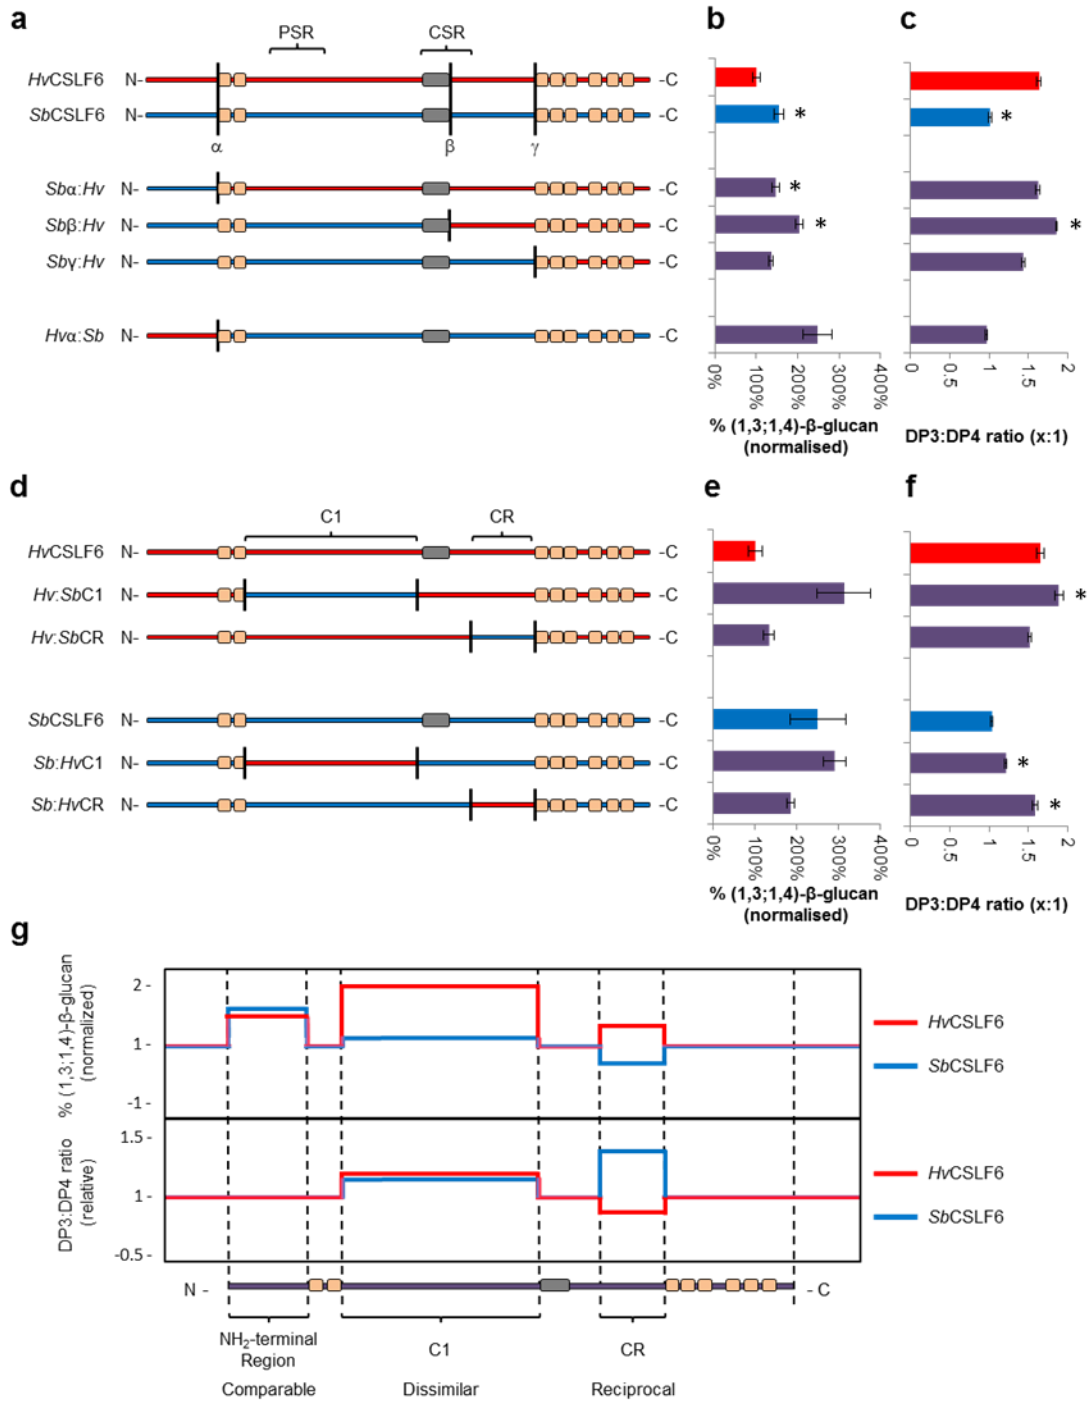 a
PSR
CSR
HvCSLF6 N- -C
SbCSLF6 N- -C
α β γ
Sbα:Hv N- -C
Sbβ:Hv N- -C
Sbγ:Hv N- -C
Hvα:Sb N- -C
b
*
*
*
0% 100% 200% 300% 400%
% (1,3;1,4)-β-glucan
(normalised)
c
*
*
0 0.5 1 1.5 2
DP3:DP4 ratio (x:1)
d
C1 CR
HvCSLF6 N- -C
Hv:SbC1 N- -C
Hv:SbCR N- -C
SbCSLF6 N- -C
Sb:HvC1 N- -C
Sb:HvCR N- -C
e
0% 100% 200% 300% 400%
% (1,3;1,4)-β-glucan
(normalised)
f
*
*
*
0 0.5 1 1.5 2
DP3:DP4 ratio (x:1)
g
% (1,3;1,4)-β-glucan
(normalized)
2 -
1 -
-1 -
HvCSLF6
SbCSLF6
DP3:DP4 ratio
(relative)
1.5 -
1 -
-0.5 -
HvCSLF6
SbCSLF6
N - - C
NH₂-terminal
Region
C1
CR
Comparable
Dissimilar
Reciprocal